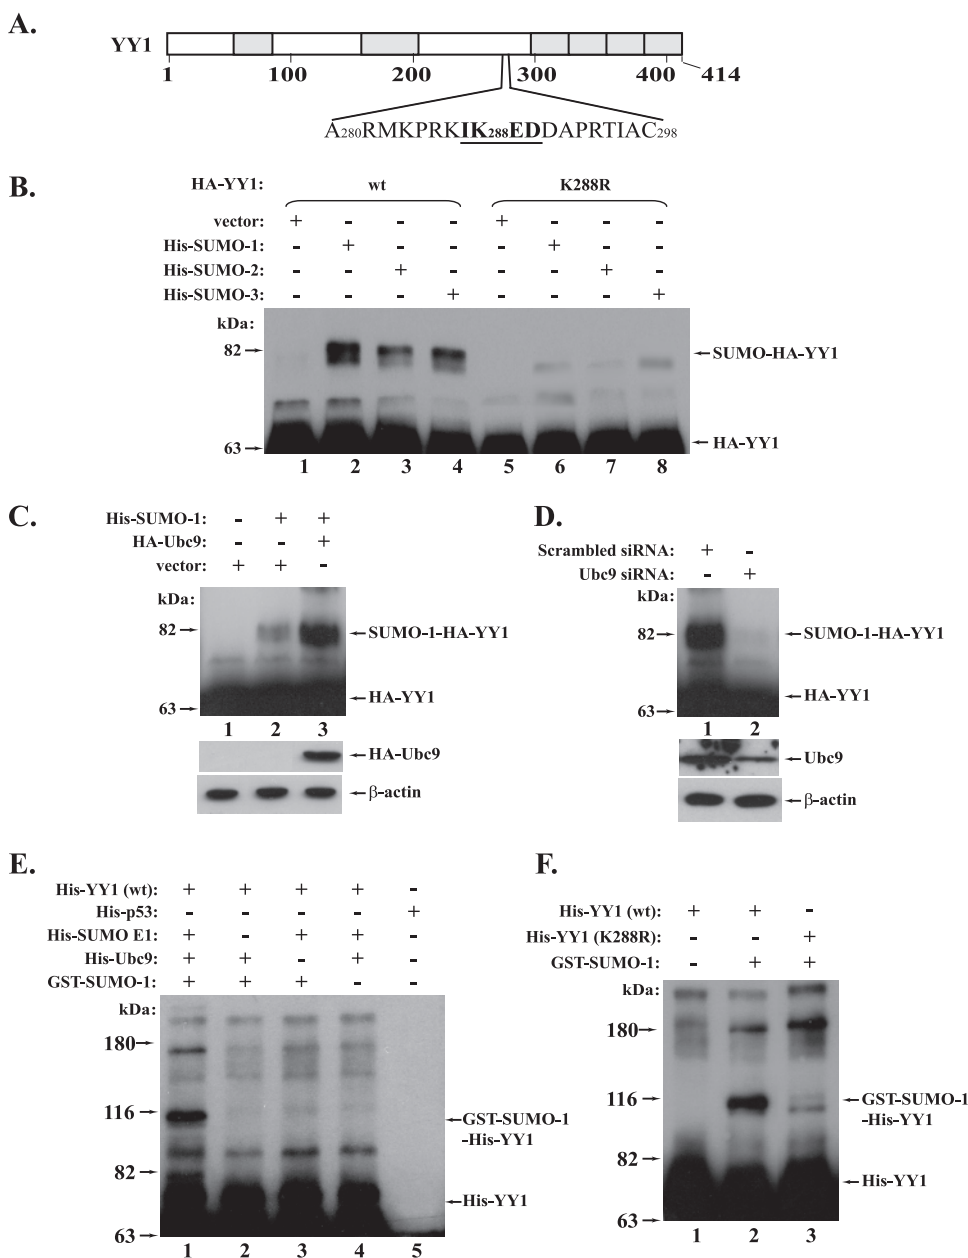 A.
YY1
1 100 200 300 400 414
A280RMKPRKIK288EDDAPRTIAC298
B.
HA-YY1: wt K288R
vector: + - - - + - - -
His-SUMO-1: - + - - - + - -
His-SUMO-2: - - + - - - + -
His-SUMO-3: - - - + - - - +
kDa:
82 SUMO-HA-YY1
63 HA-YY1
1 2 3 4 5 6 7 8
C.
His-SUMO-1: - + +
HA-Ubc9: - - +
vector: + + -
kDa:
82 SUMO-1-HA-YY1
HA-YY1
63
1 2 3
HA-Ubc9
β-actin
D.
Scrambled siRNA: + -
Ubc9 siRNA: - +
kDa:
82 SUMO-1-HA-YY1
HA-YY1
63
1 2
Ubc9
β-actin
E.
His-YY1 (wt): + + + + -
His-p53: - - - - +
His-SUMO E1: + - + + -
His-Ubc9: + + - + -
GST-SUMO-1: + + + - -
kDa:
180
116 GST-SUMO-1
-His-YY1
82
His-YY1
63
1 2 3 4 5
F.
His-YY1 (wt): + + -
His-YY1 (K288R): - - +
GST-SUMO-1: - + +
kDa:
180
116 GST-SUMO-1
-His-YY1
82
His-YY1
63
1 2 3